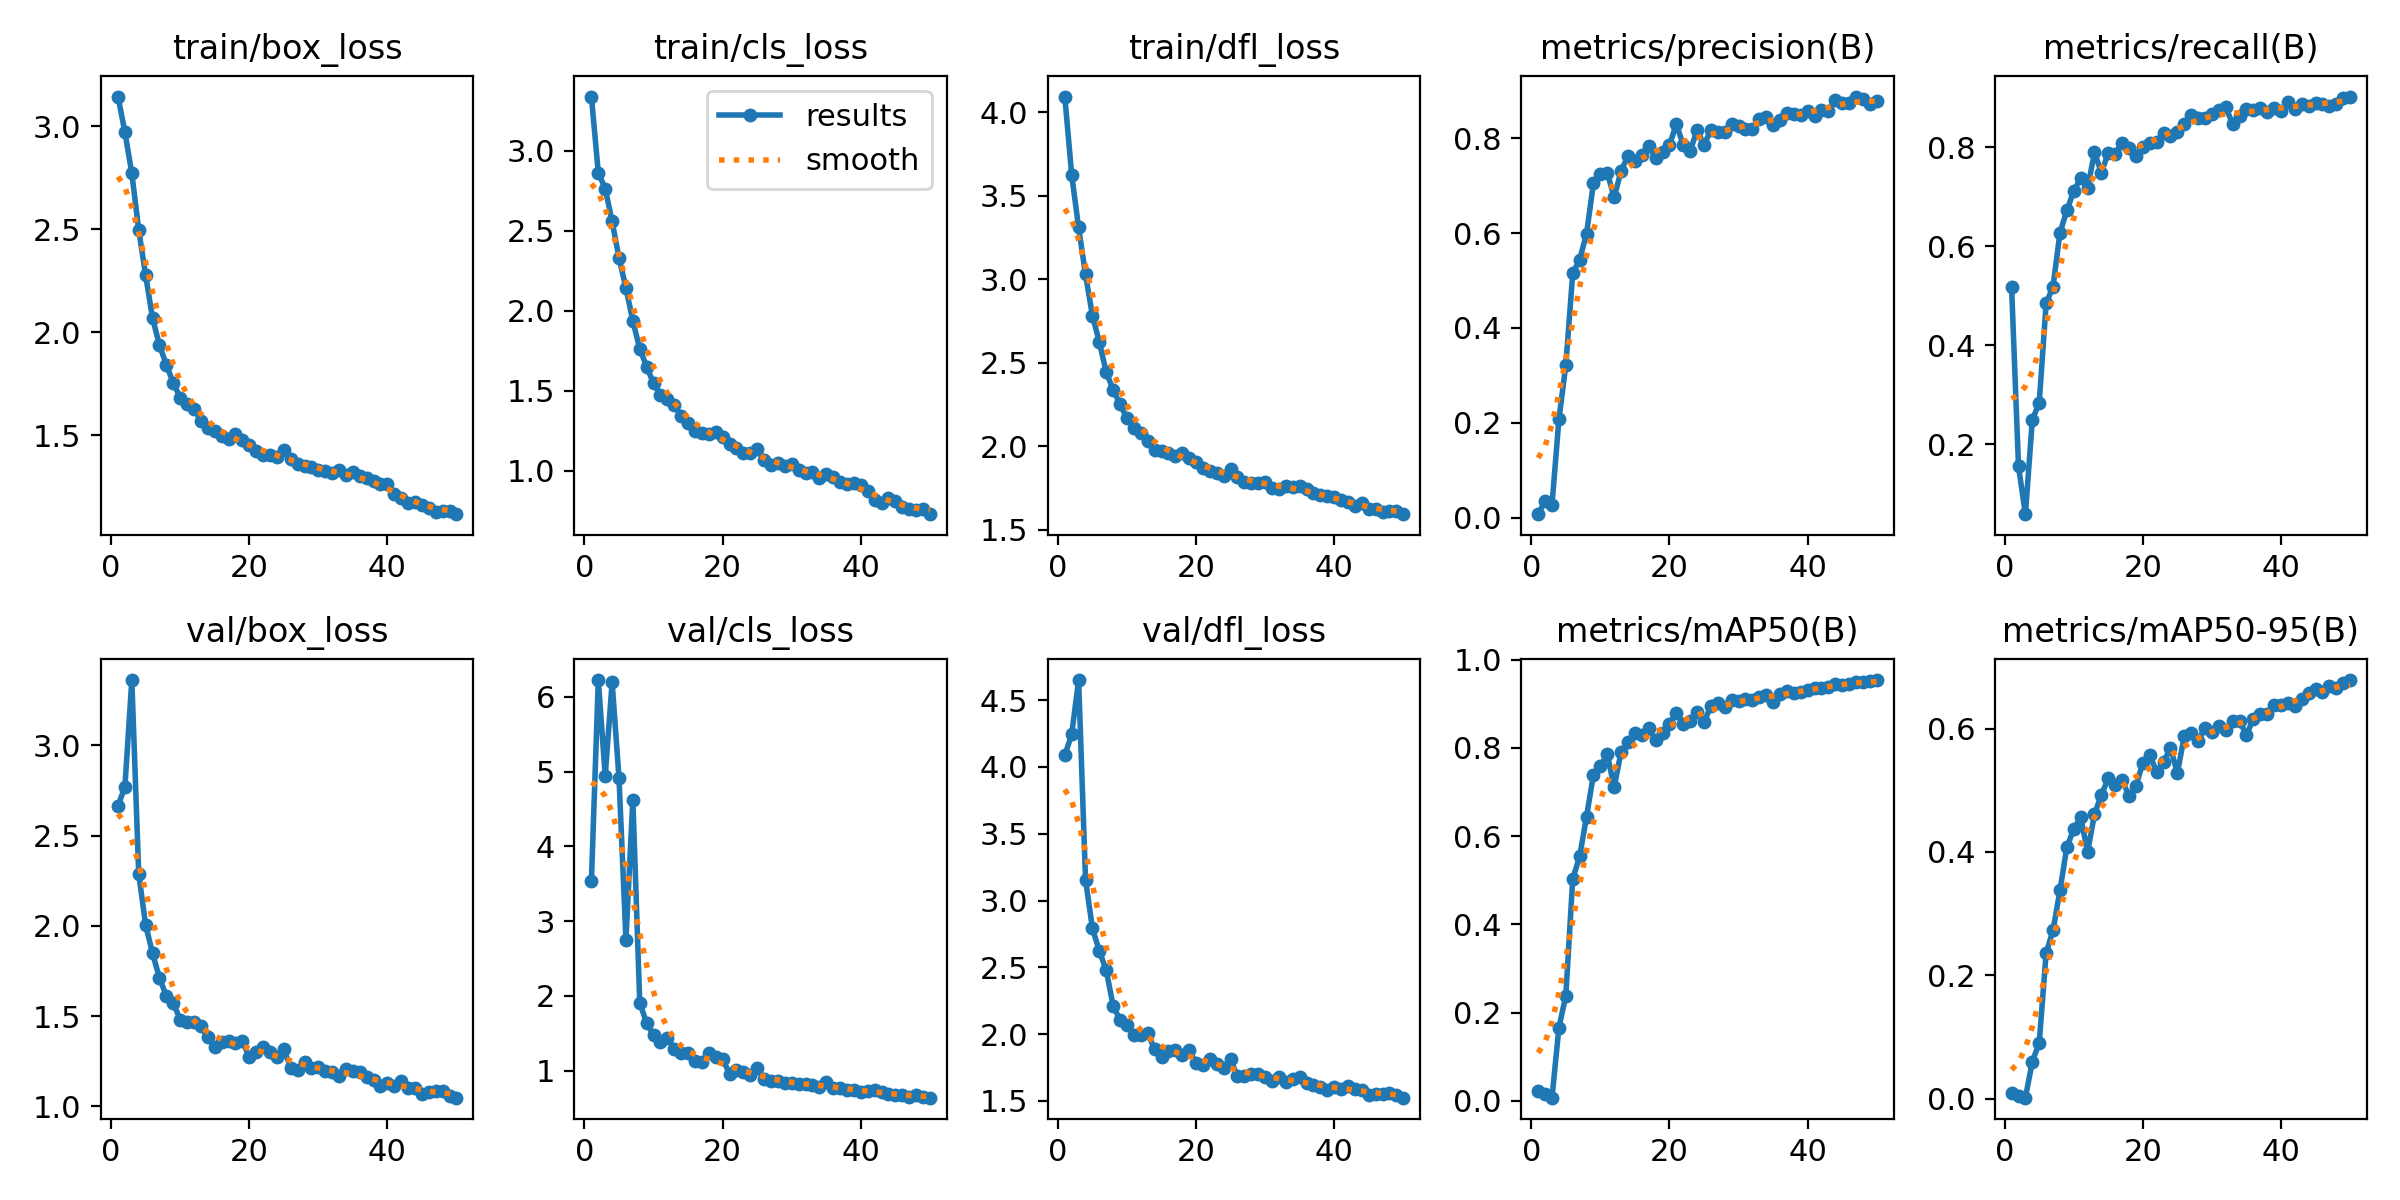 train/box_loss
3.0
2.5
2.0
1.5
0 20 40
train/cls_loss
results
smooth
3.0
2.5
2.0
1.5
1.0
0 20 40
train/dfl_loss
4.0
3.5
3.0
2.5
2.0
1.5
0 20 40
metrics/precision(B)
0.8
0.6
0.4
0.2
0.0
0 20 40
metrics/recall(B)
0.8
0.6
0.4
0.2
0 20 40
val/box_loss
3.0
2.5
2.0
1.5
1.0
0 20 40
val/cls_loss
6
5
4
3
2
1
0 20 40
val/dfl_loss
4.5
4.0
3.5
3.0
2.5
2.0
1.5
0 20 40
metrics/mAP50(B)
1.0
0.8
0.6
0.4
0.2
0.0
0 20 40
metrics/mAP50-95(B)
0.6
0.4
0.2
0.0
0 20 40